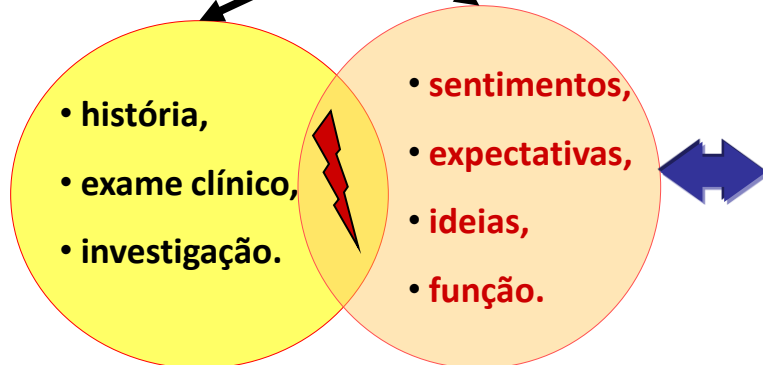 • história,
• exame clínico,
• investigação.
• sentimentos,
• expectativas,
• ideias,
• função.